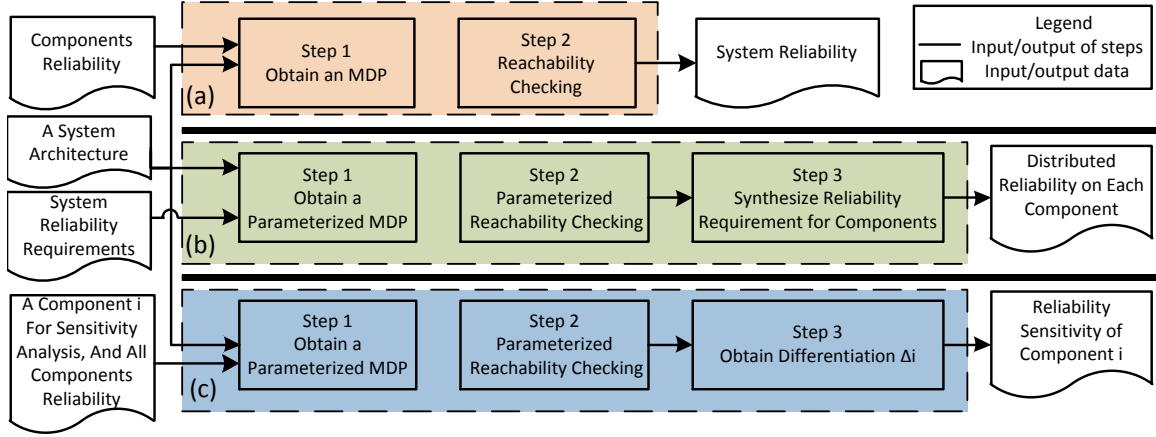 Components
Reliability
Step 1
Obtain an MDP
Step 2
Reachability
Checking
System Reliability
Legend
Input/output of steps
Input/output data
(a)
A System
Architecture
System
Reliability
Requirements
Step 1
Obtain a
Parameterized MDP
Step 2
Parameterized
Reachability Checking
Step 3
Synthesize Reliability
Requirement for Components
Distributed
Reliability on Each
Component
(b)
A Component i
For Sensitivity
Analysis, And All
Components
Reliability
Step 1
Obtain a
Parameterized MDP
Step 2
Parameterized
Reachability Checking
Step 3
Obtain Differentiation Δi
Reliability
Sensitivity of
Component i
(c)